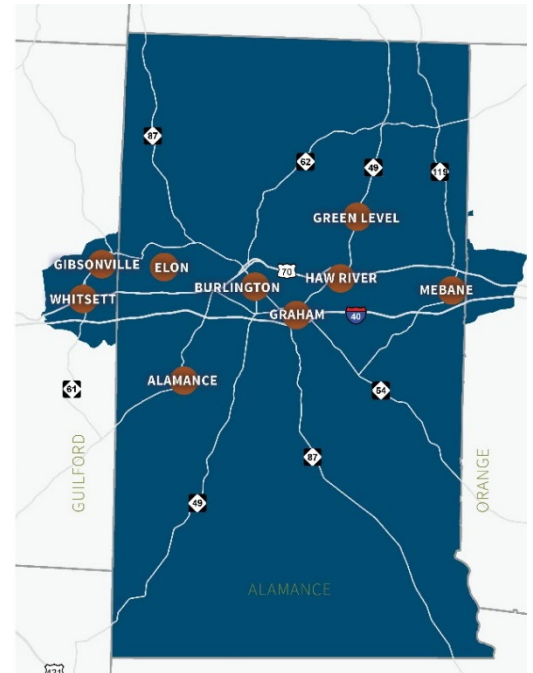 87
62
49
119
GREEN LEVEL
GIBSONVILLE
ELON
70
HAW RIVER
WHITSETT
BURLINGTON
MEBANE
GRAHAM
40
ALAMANCE
61
54
GUILFORD
87
ORANGE
49
ALAMANCE
421